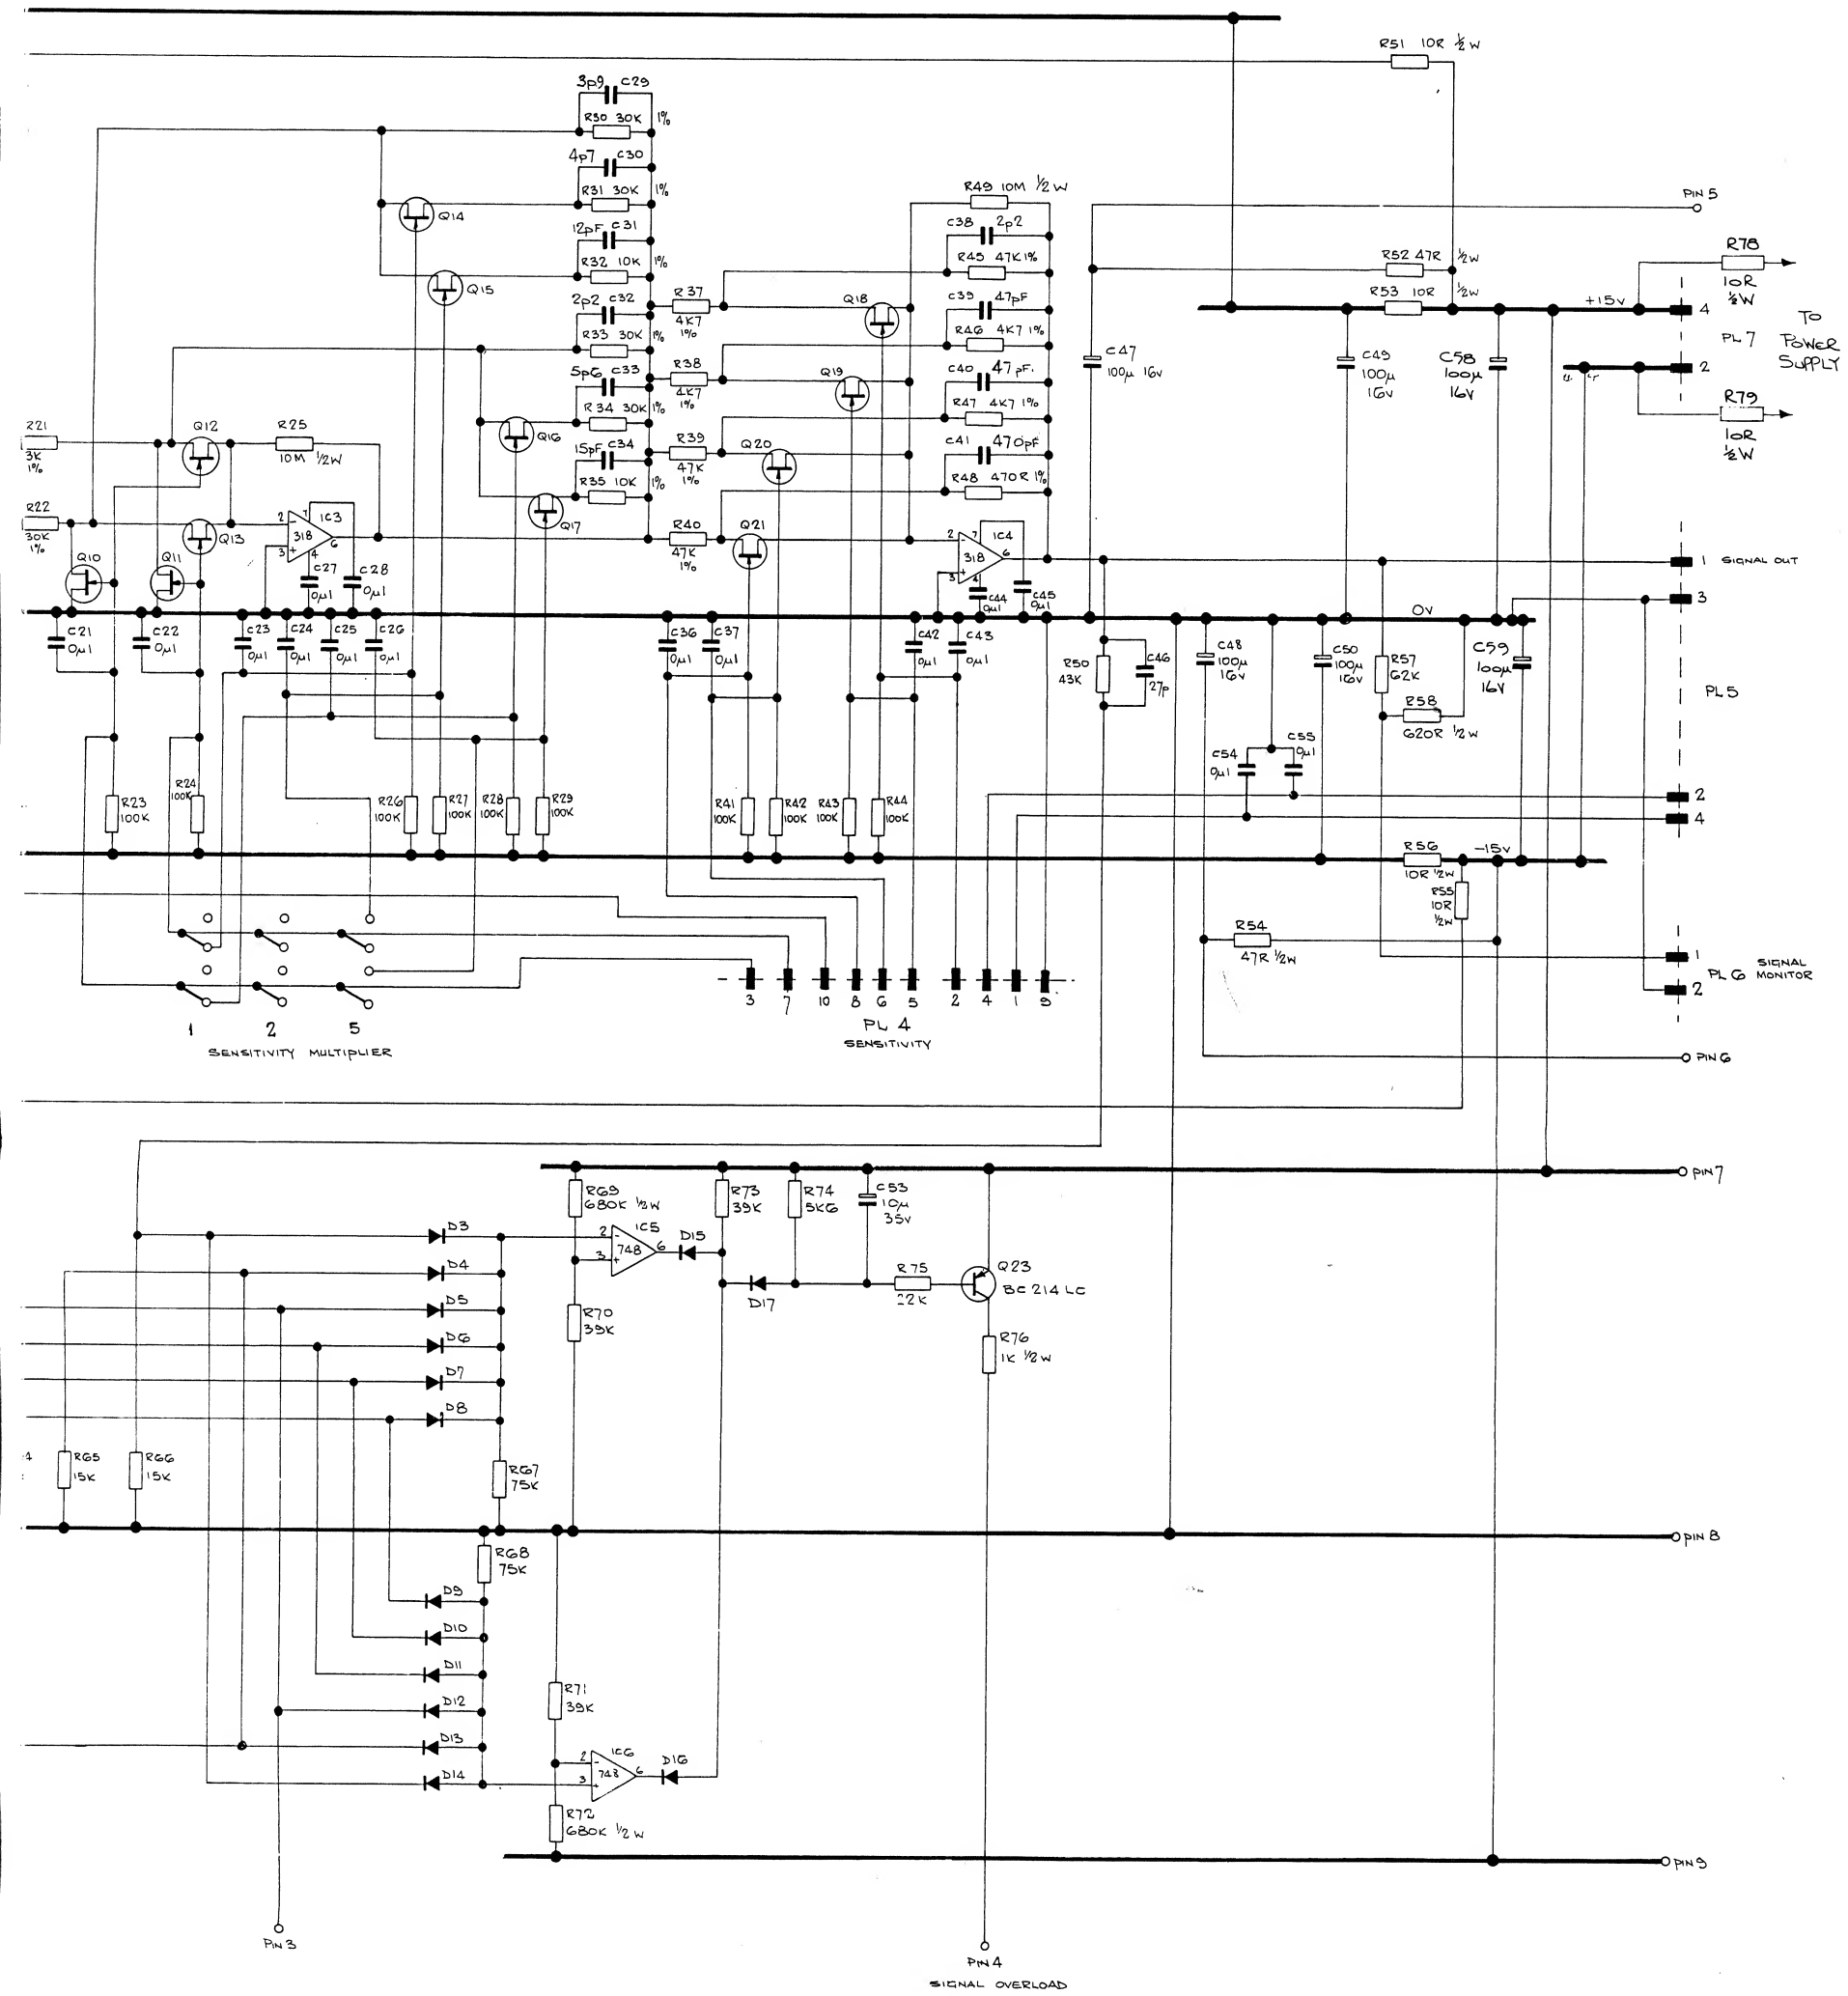 R51 10R ½W
3p9 C29
R30 30K 1%
4p7 C30
R31 30K 1%
Q14
12pF C31
R32 10K 1%
Q15
2p2 C32
R33 30K 1%
5p6 C33
R34 30K 1%
Q16
15pF C34
R35 10K 1%
Q17
R49 10M ½W
C38 2p2
R45 47K 1%
C39 47pF
R46 4K7 1%
C40 47pF.
R47 4K7 1%
C41 470pF
R48 470R 1%
R37
4K7
1%
Q18
R38
4K7
1%
Q19
R39
47K
1%
Q20
R40
47K
1%
Q21
PIN 5
R52 47R ½W
R53 10R ½W
+15V
R78
10R
½W
4
PL7
2
TO
POWER
SUPPLY
R79
10R
½W
C47
100µ 16V
C49
100µ
16V
C58
100µ
16V
R21
3K
1%
Q12
R25
10M ½W
R22
30K
1%
Q10
Q11
Q13
2
-
7
IC3
318
3
+
4
6
C27
0µ1
C28
0µ1
2
-
7
IC4
318
3
+
4
6
C44
0µ1
C45
0µ1
1 SIGNAL OUT
3
0V
C21
0µ1
C22
0µ1
C23
0µ1
C24
0µ1
C25
0µ1
C26
0µ1
C36
0µ1
C37
0µ1
C42
0µ1
C43
0µ1
R50
43K
C46
27p
C48
100µ
16V
C50
100µ
16V
R57
62K
C59
100µ
16V
R58
620R ½W
PL5
C54
0µ1
C55
0µ1
2
4
R23
100K
R24
100K
R26
100K
R27
100K
R28
100K
R29
100K
R41
100K
R42
100K
R43
100K
R44
100K
R56
10R ½W
-15V
R55
10R
½W
R54
47R ½W
1
PL6
2
SIGNAL
MONITOR
1 2 5
SENSITIVITY MULTIPLIER
3 7 10 8 6 5 2 4 1 9
PL 4
SENSITIVITY
PIN 6
PIN 7
R69
680K ½W
R73
39K
R74
5K6
C53
10µ
35V
D3
2
-
IC5
748
3
+
6
D15
D4
D17
R75
22K
Q23
BC 214 LC
D5
R70
39K
D6
R76
1K ½W
D7
D8
R65
15K
R66
15K
R67
75K
PIN 8
R68
75K
D9
D10
D11
R71
39K
D12
D13
D14
2
-
IC6
748
3
+
6
D16
R72
680K ½W
PIN 9
PIN 3
PIN 4
SIGNAL OVERLOAD